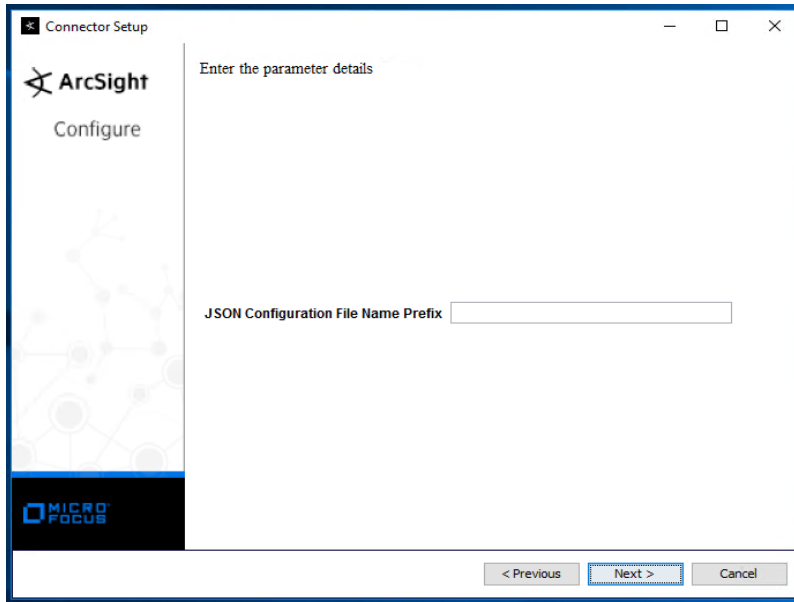 Connector Setup
ArcSight
Configure
Enter the parameter details
JSON Configuration File Name Prefix
MICRO
FOCUS
< Previous
Next >
Cancel